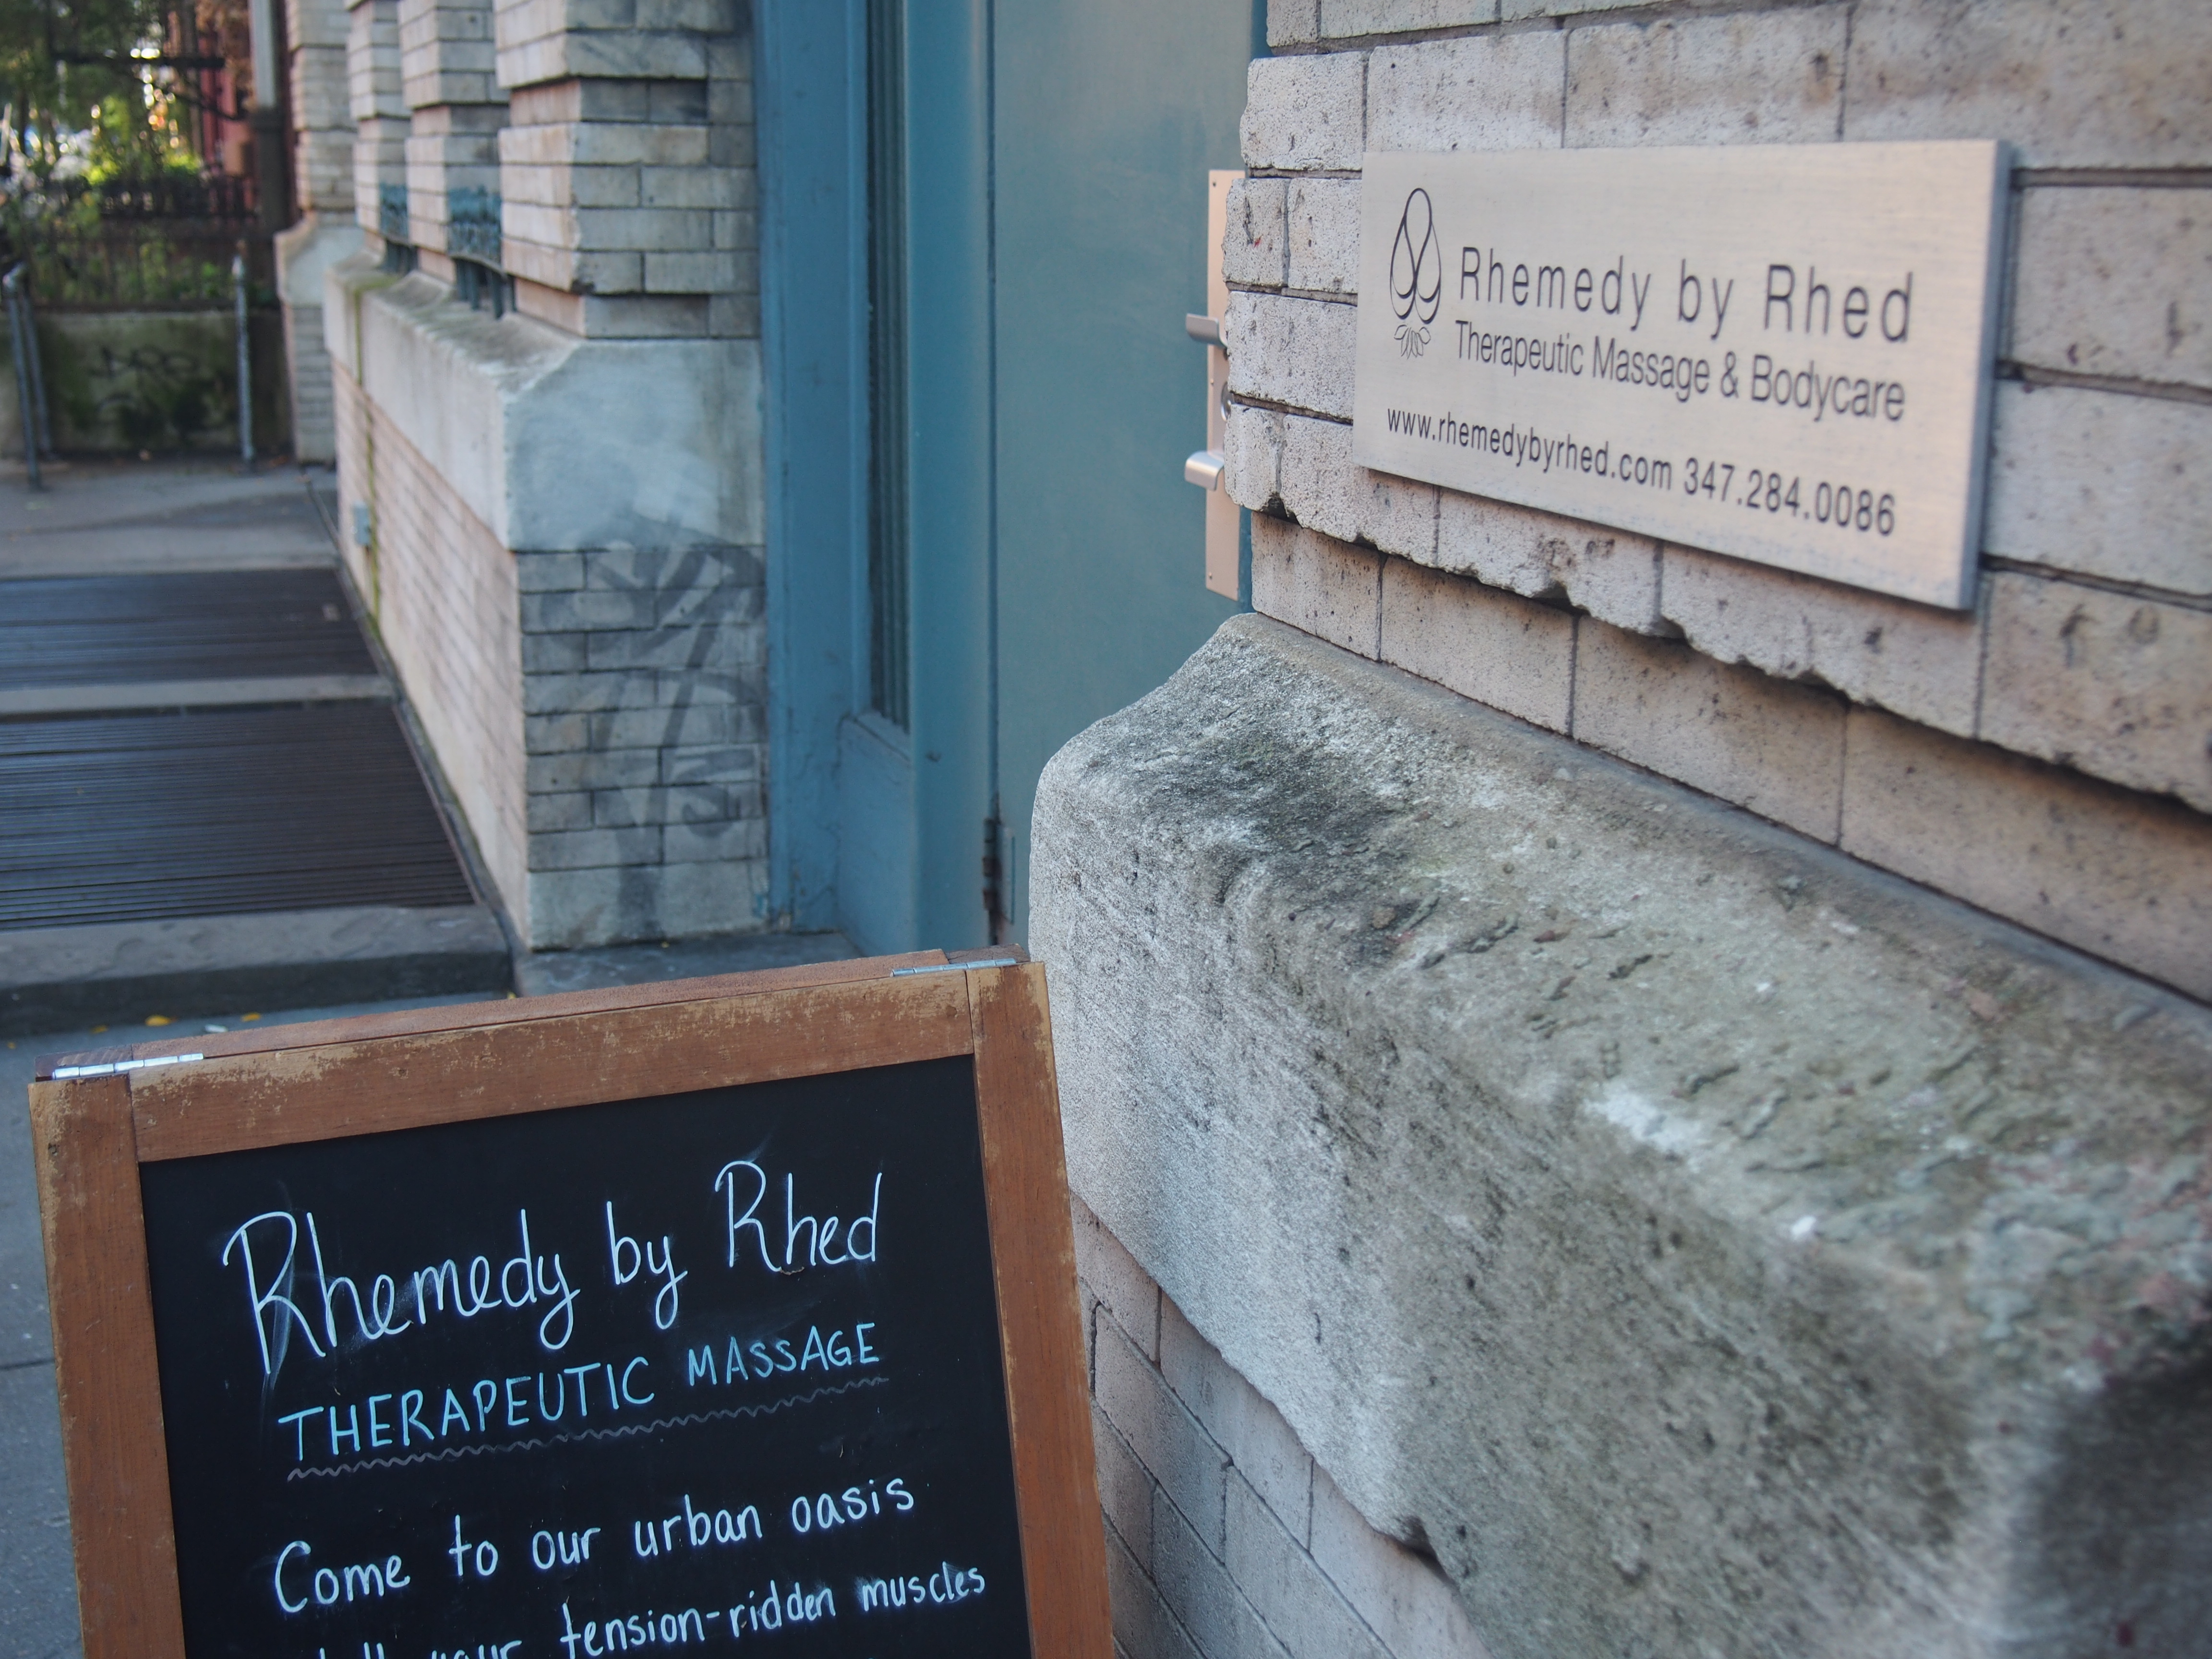 Rhemedy by Rhed
Therapeutic Massage & Bodycare
www.rhemedybyrhed.com 347.284.0086
Rhemedy by Rhed
THERAPEUTIC MASSAGE
Come to our urban oasis
your tension-ridden muscles